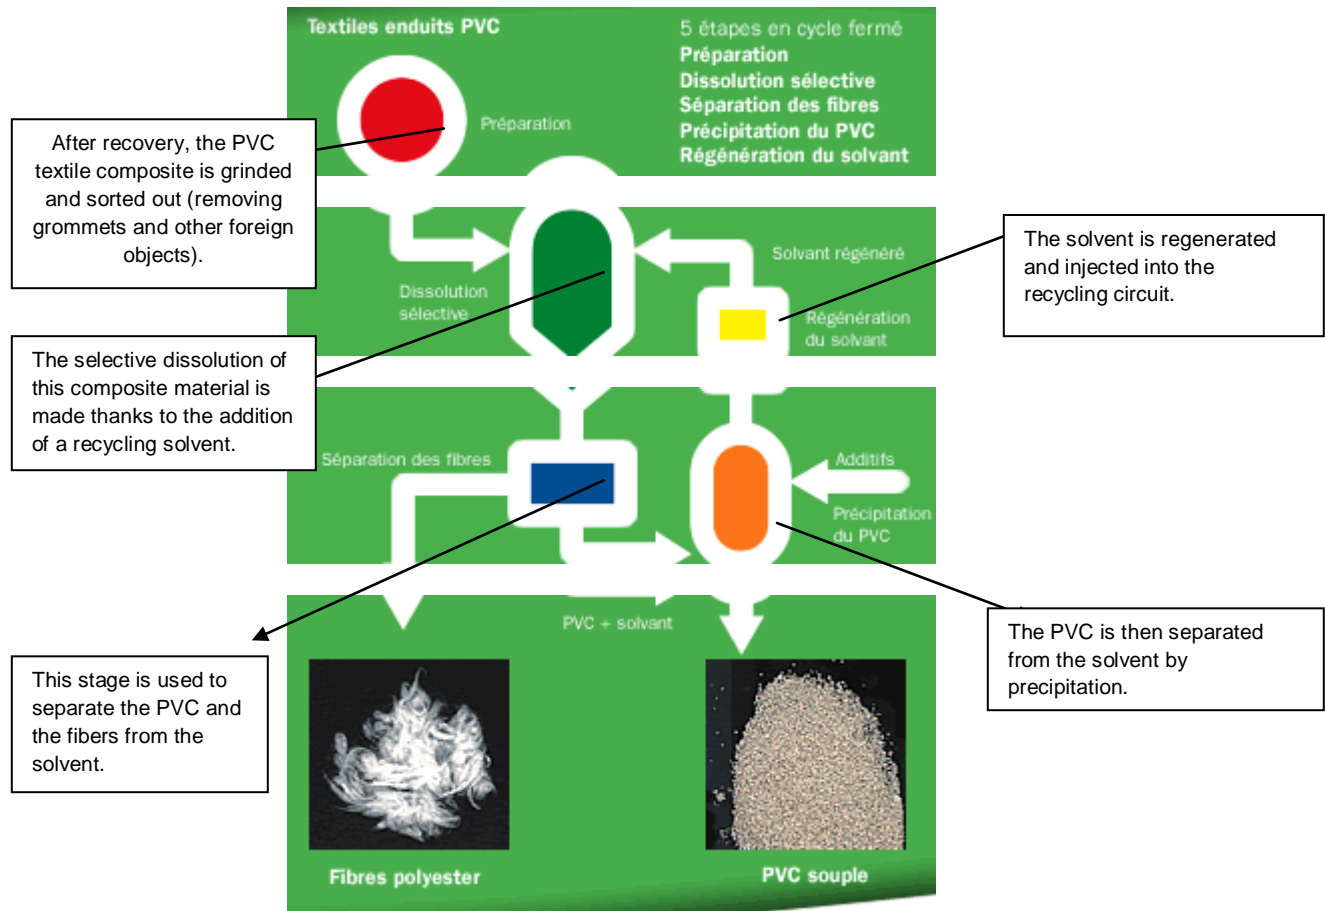 Textiles enduits PVC
5 étapes en cycle fermé
Préparation
Dissolution sélective
Séparation des fibres
Précipitation du PVC
Régénération du solvant
Préparation
After recovery, the PVC
textile composite is grinded
and sorted out (removing
grommets and other foreign
objects).
Solvant régénéré
The solvent is regenerated
and injected into the
recycling circuit.
Dissolution
sélective
Régénération
du solvant
The selective dissolution of
this composite material is
made thanks to the addition
of a recycling solvent.
Séparation des fibres
Additifs
Précipitation
du PVC
PVC + solvant
The PVC is then separated
from the solvent by
precipitation.
This stage is used to
separate the PVC and
the fibers from the
solvent.
Fibres polyester
PVC souple